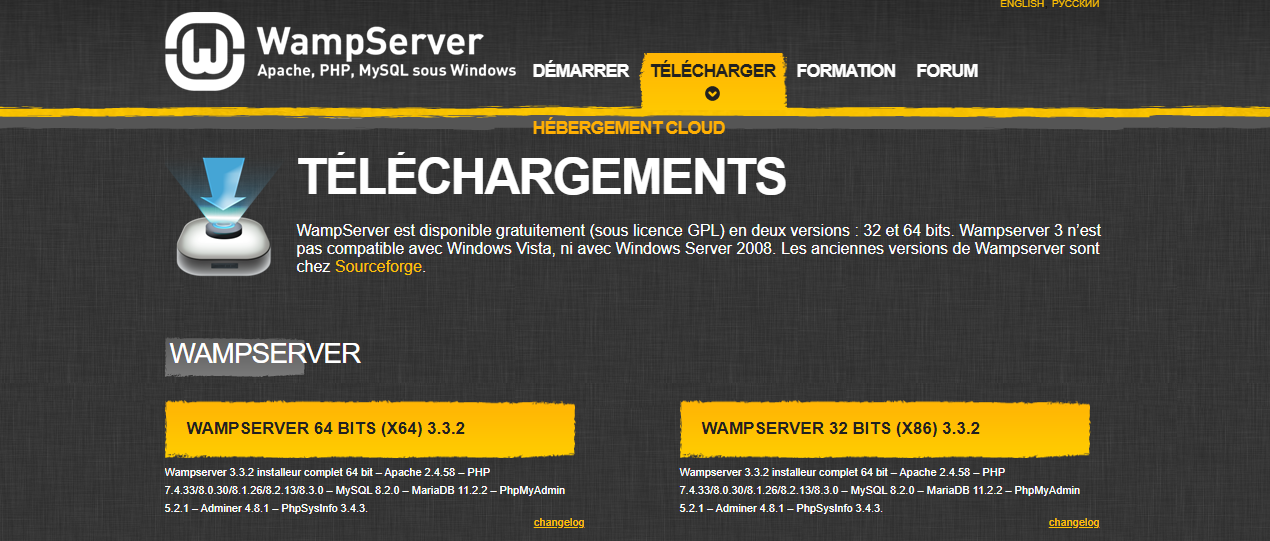 ENGLISH РУССКИЙ
WampServer
Apache, PHP, MySQL sous Windows
DÉMARRER TÉLÉCHARGER FORMATION FORUM
HÉBERGEMENT CLOUD
TÉLÉCHARGEMENTS
WampServer est disponible gratuitement (sous licence GPL) en deux versions : 32 et 64 bits. Wampserver 3 n'est
pas compatible avec Windows Vista, ni avec Windows Server 2008. Les anciennes versions de Wampserver sont
chez Sourceforge.
WAMPSERVER
WAMPSERVER 64 BITS (X64) 3.3.2
Wampserver 3.3.2 installeur complet 64 bit – Apache 2.4.58 – PHP
7.4.33/8.0.30/8.1.26/8.2.13/8.3.0 – MySQL 8.2.0 – MariaDB 11.2.2 – PhpMyAdmin
5.2.1 – Adminer 4.8.1 – PhpSysInfo 3.4.3.
changelog
WAMPSERVER 32 BITS (X86) 3.3.2
Wampserver 3.3.2 installeur complet 64 bit – Apache 2.4.58 – PHP
7.4.33/8.0.30/8.1.26/8.2.13/8.3.0 – MySQL 8.2.0 – MariaDB 11.2.2 – PhpMyAdmin
5.2.1 – Adminer 4.8.1 – PhpSysInfo 3.4.3.
changelog